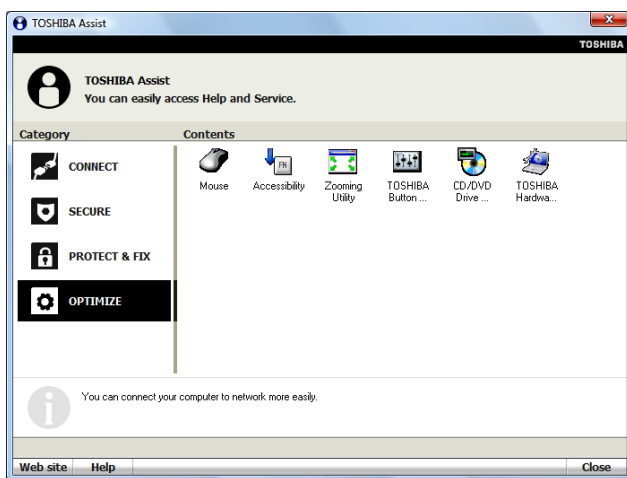 TOSHIBA Assist
TOSHIBA
TOSHIBA Assist
You can easily access Help and Service.
Category
Contents
CONNECT
SECURE
PROTECT & FIX
OPTIMIZE
Mouse
Accessibility
FN
Zooming
Utility
TOSHIBA
Button ...
CD/DVD
Drive ...
TOSHIBA
Hardwa...
You can connect your computer to network more easily.
Web site
Help
Close